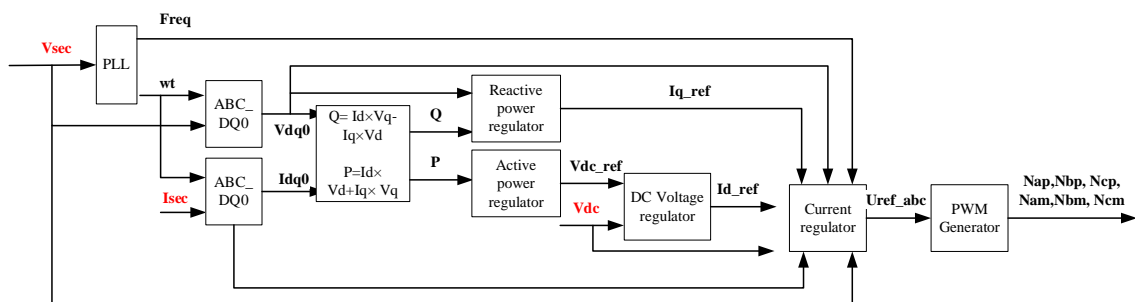 Freq
Vsec
PLL
wt
ABC_
DQ0
Vdq0
Q= Id×Vq-
Iq×Vd
P=Id×
Vd+Iq× Vq
Q
P
Reactive
power
regulator
Iq_ref
ABC_
DQ0
Idq0
Isec
Active
power
regulator
Vdc_ref
Vdc
DC Voltage
regulator
Id_ref
Current
regulator
Uref_abc
PWM
Generator
Nap,Nbp, Ncp,
Nam,Nbm, Ncm